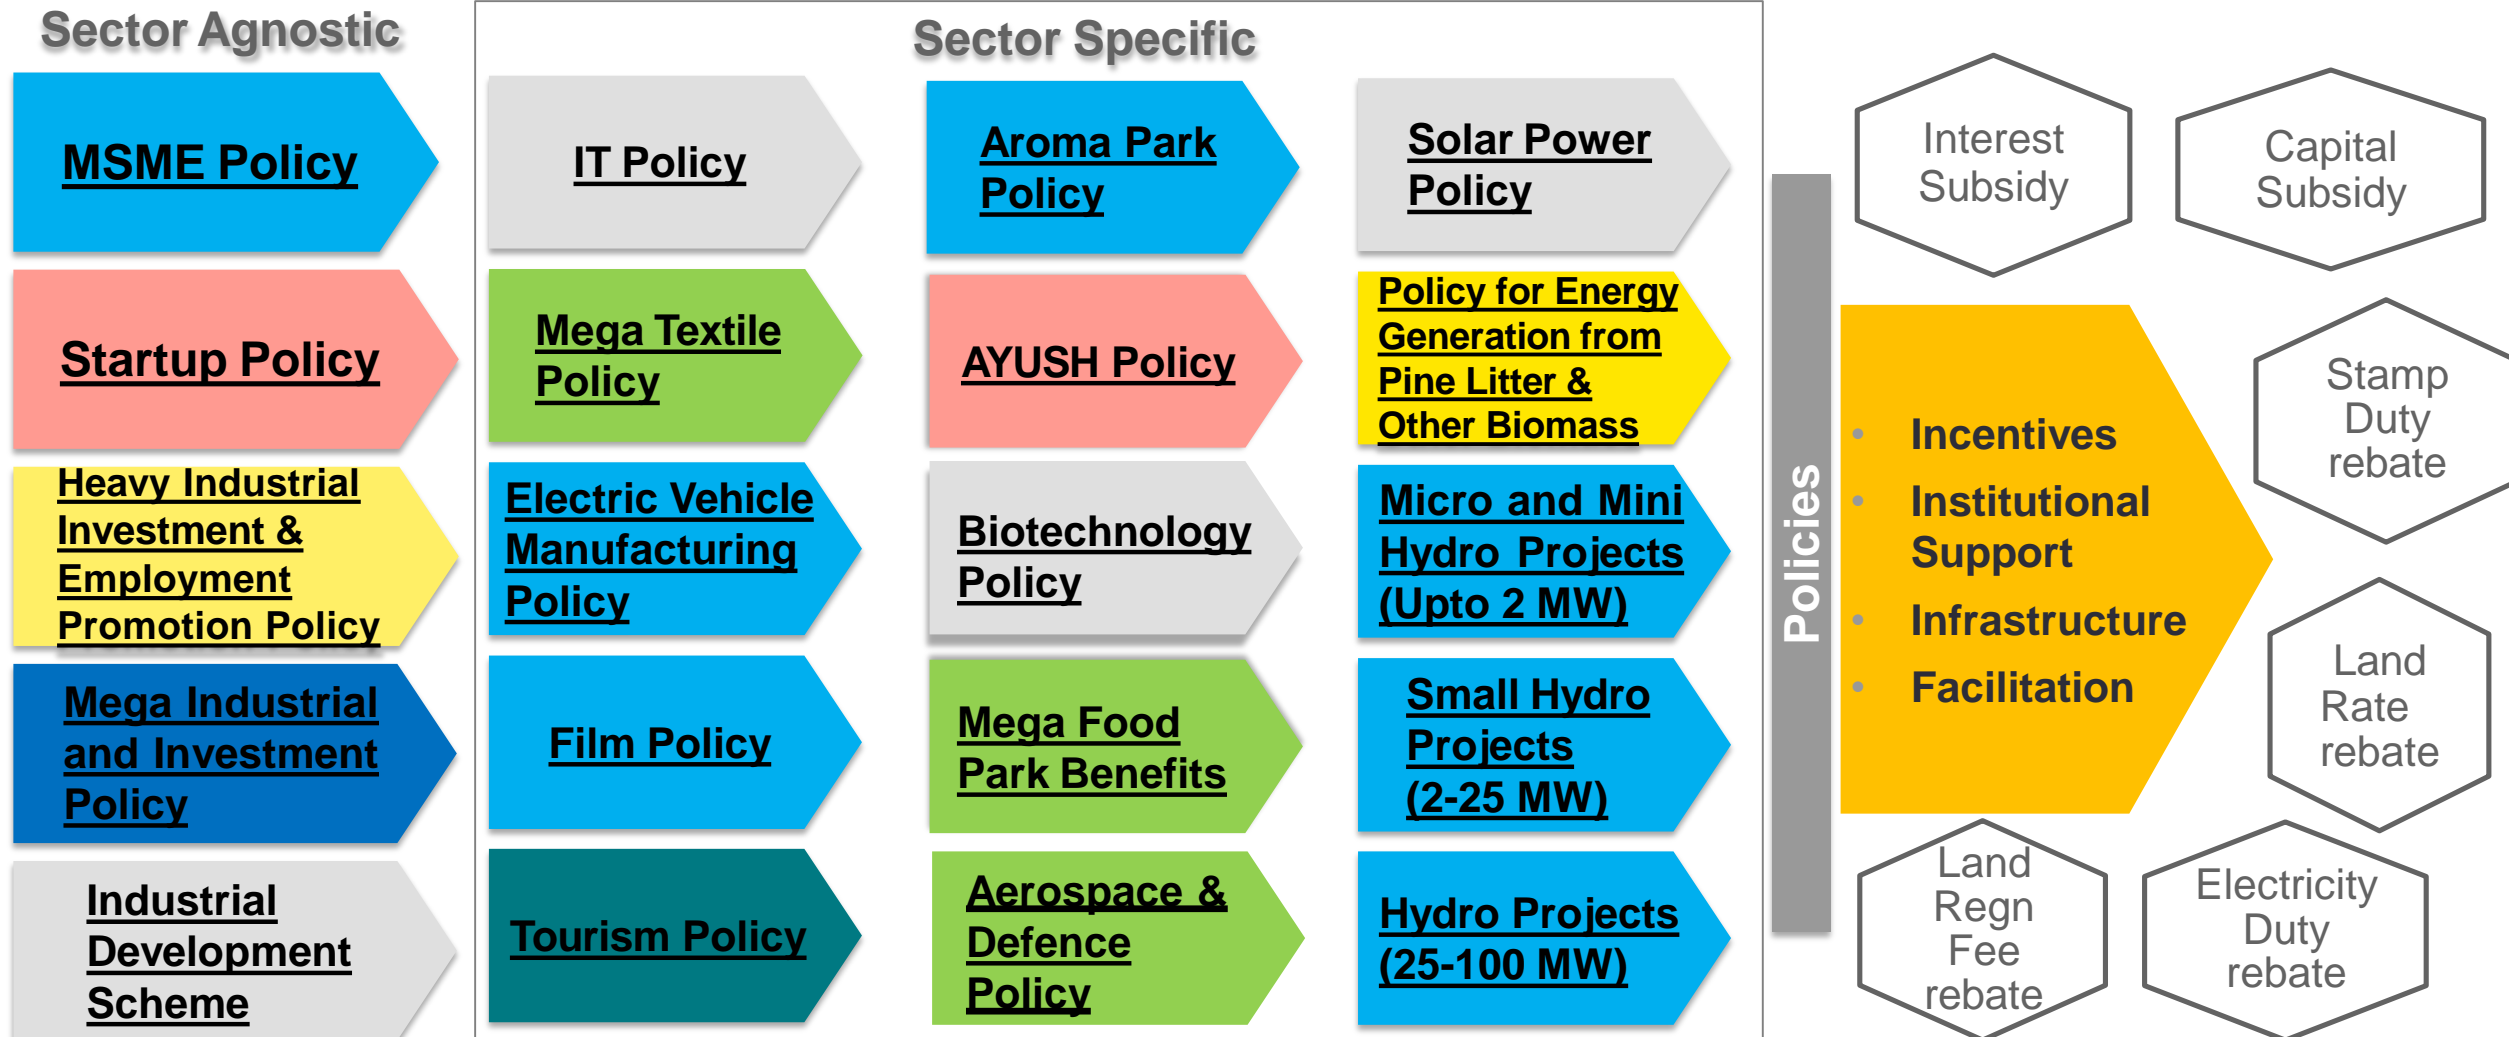 Sector Agnostic
MSME Policy
Startup Policy
Heavy Industrial
Investment &
Employment
Promotion Policy
Mega Industrial
and Investment
Policy
Industrial
Development
Scheme
Sector Specific
IT Policy
Mega Textile
Policy
Electric Vehicle
Manufacturing
Policy
Film Policy
Tourism Policy
Aroma Park
Policy
AYUSH Policy
Biotechnology
Policy
Mega Food
Park Benefits
Aerospace &
Defence
Policy
Solar Power
Policy
Policy for Energy
Generation from
Pine Litter &
Other Biomass
Micro and Mini
Hydro Projects
(Upto 2 MW)
Small Hydro
Projects
(2-25 MW)
Hydro Projects
(25-100 MW)
Policies
• Incentives
• Institutional
Support
• Infrastructure
• Facilitation
Interest
Subsidy
Capital
Subsidy
Stamp
Duty
rebate
Land
Rate
rebate
Land
Regn
Fee
rebate
Electricity
Duty
rebate